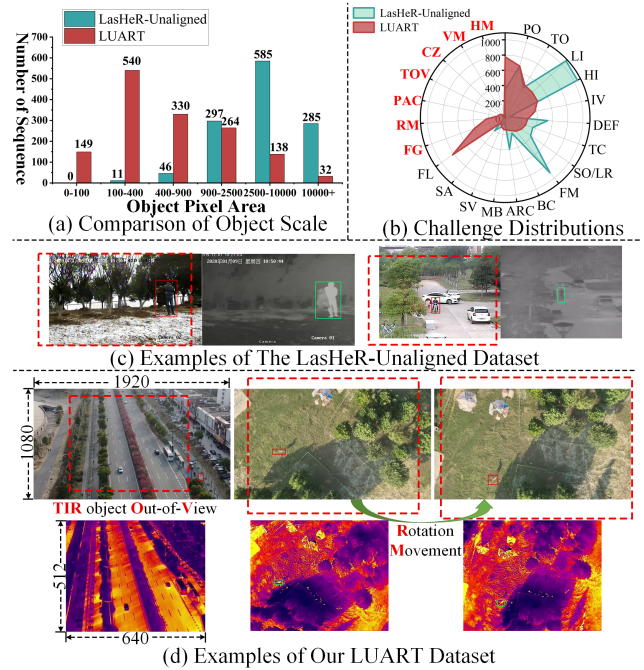 LasHeR-Unaligned
LUART
Number of Sequence
700
600
500
400
300
200
100
0
0
149
11
540
46
330
297
264
585
138
285
32
0-100
100-400
400-900
900-2500
2500-10000
10000+
Object Pixel Area
(a) Comparison of Object Scale
LasHeR-Unaligned
LUART
1000
800
600
400
200
HM
PO
TO
LI
HI
IV
DEF
TC
SO/LR
FM
BC
ARC
MB
SV
SA
FL
FG
RM
PAC
TOV
CZ
VM
(b) Challenge Distributions
Camera 01
(c) Examples of The LasHeR-Unaligned Dataset
1920
1080
TIR object Out-of-View
Rotation
Movement
512
640
(d) Examples of Our LUART Dataset